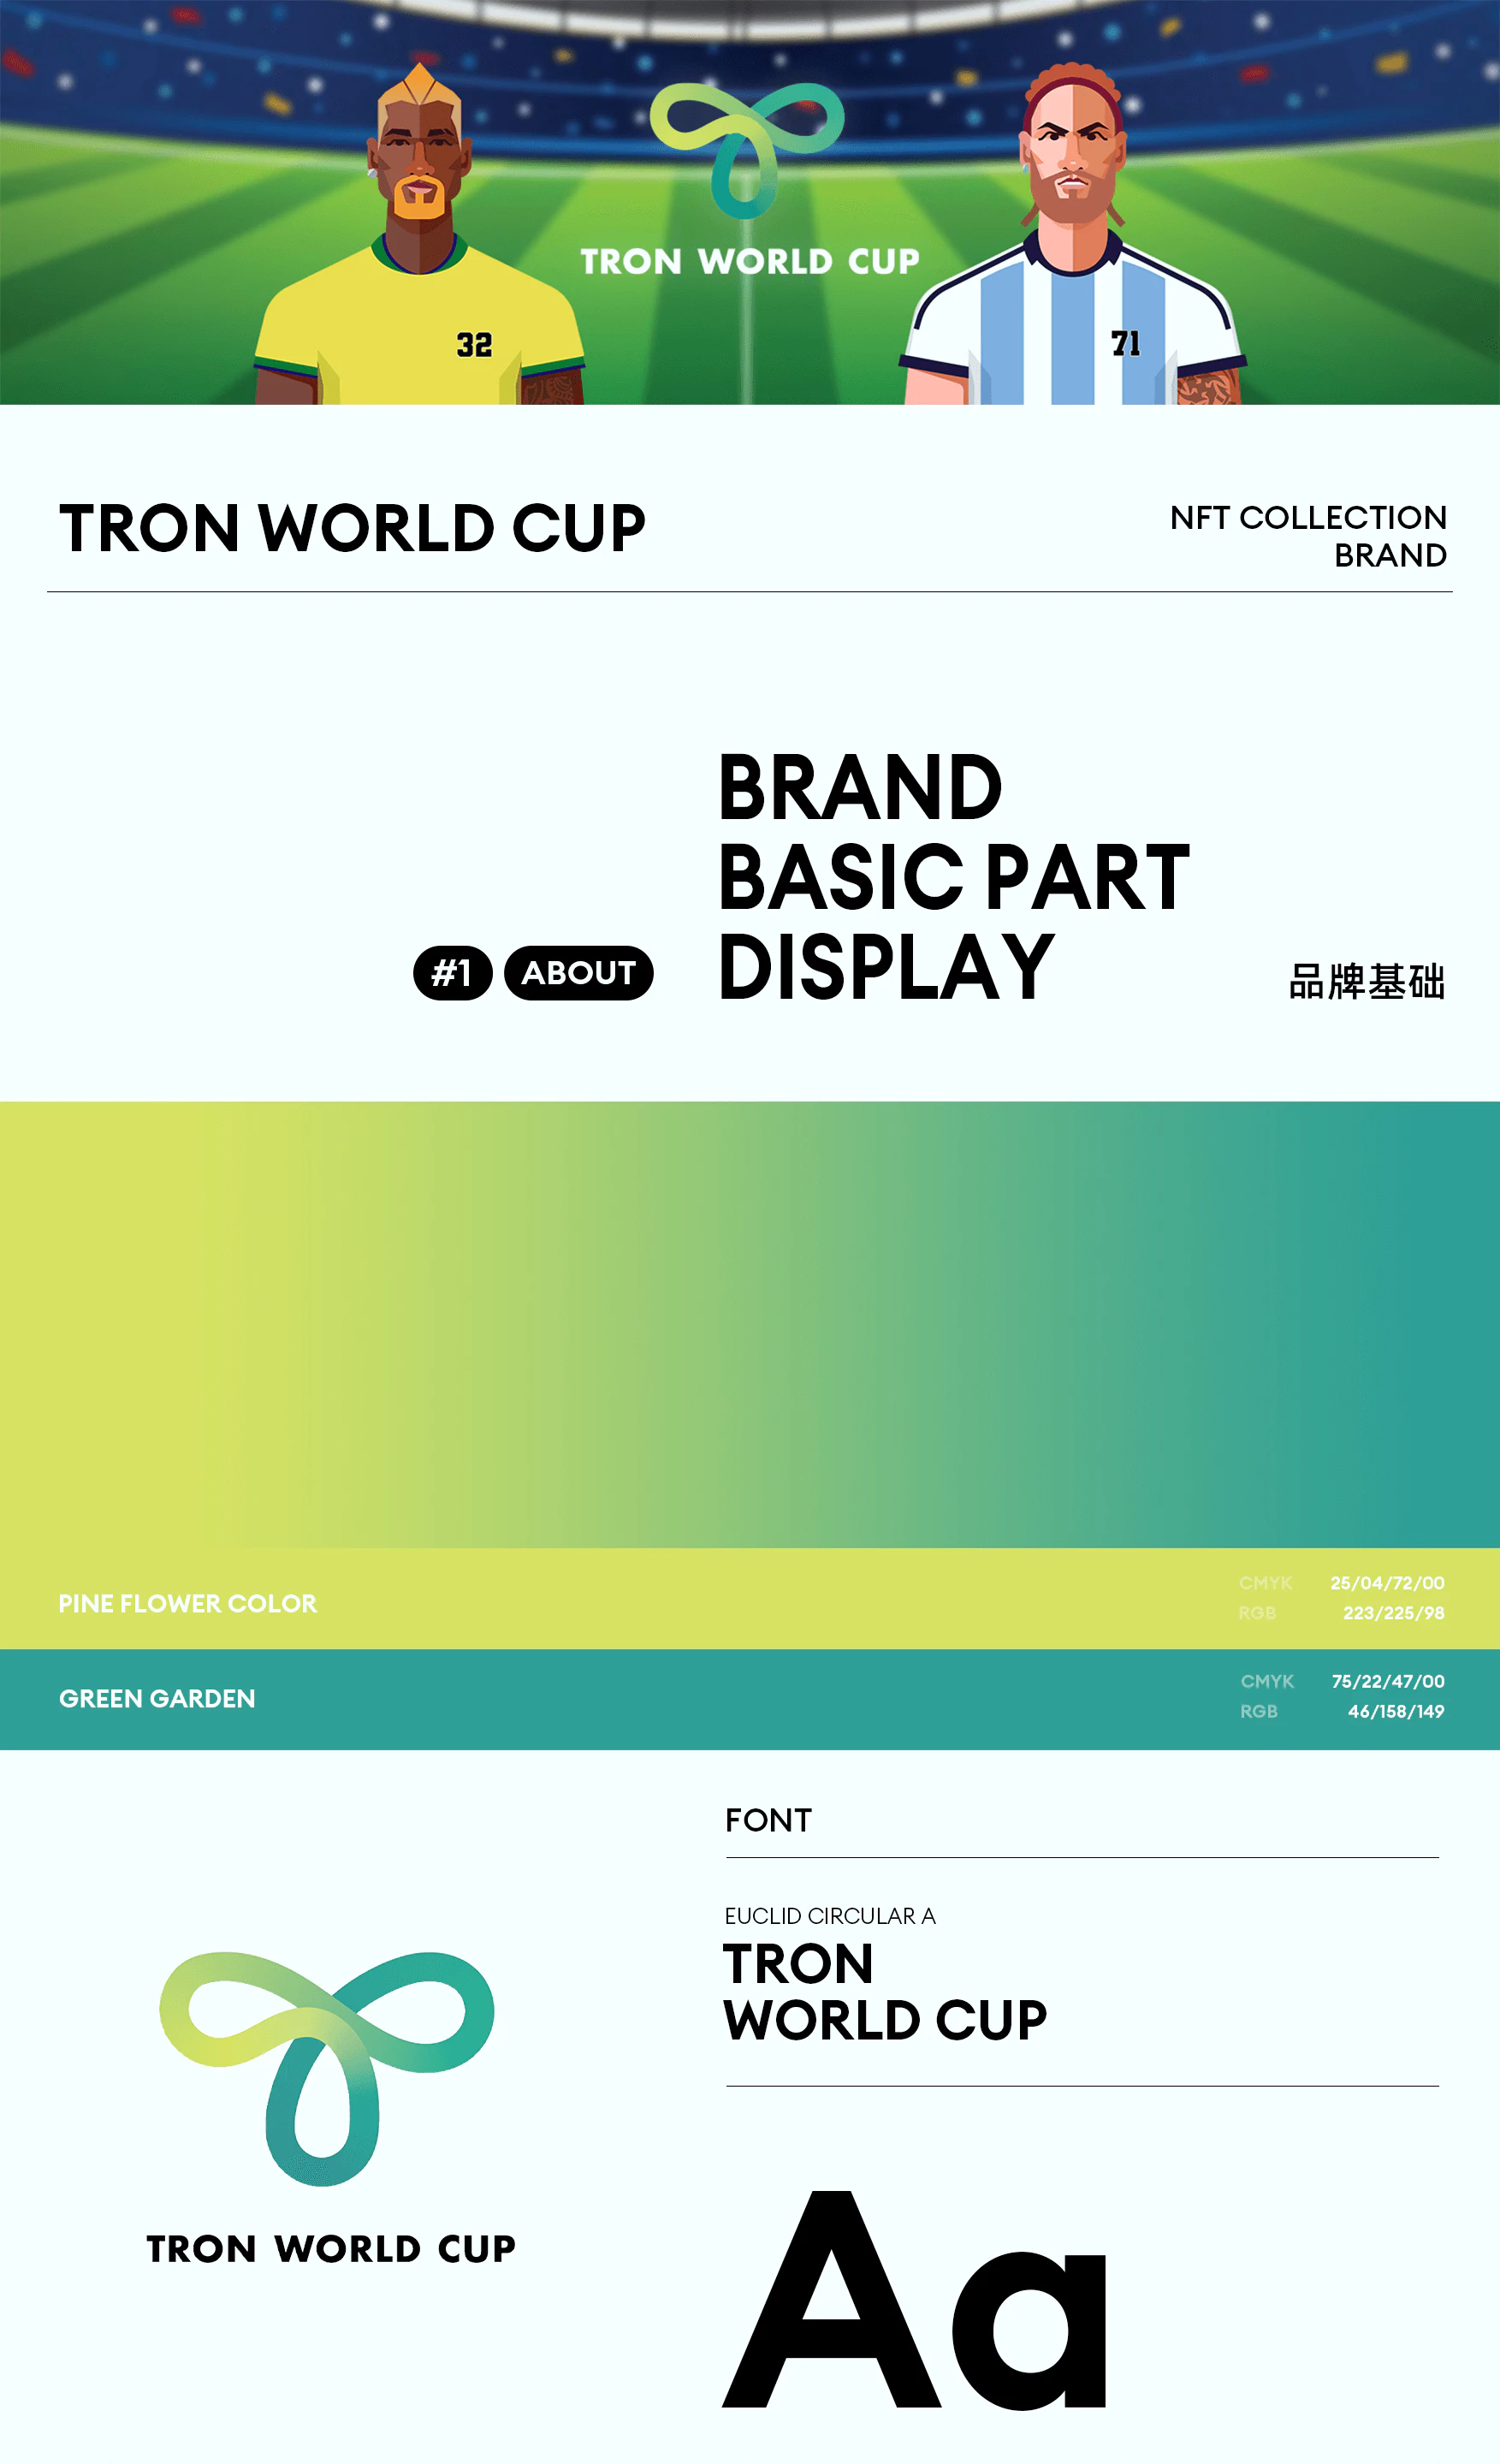 TRON WORLD CUP
32
71
TRON WORLD CUP
NFT COLLECTION
BRAND
BRAND
BASIC PART
DISPLAY
#1 ABOUT
品牌基础
PINE FLOWER COLOR
CMYK 25/04/72/00
RGB 223/225/98
GREEN GARDEN
CMYK 75/22/47/00
RGB 46/158/149
FONT
EUCLID CIRCULAR A
TRON
WORLD CUP
TRON WORLD CUP
Aa